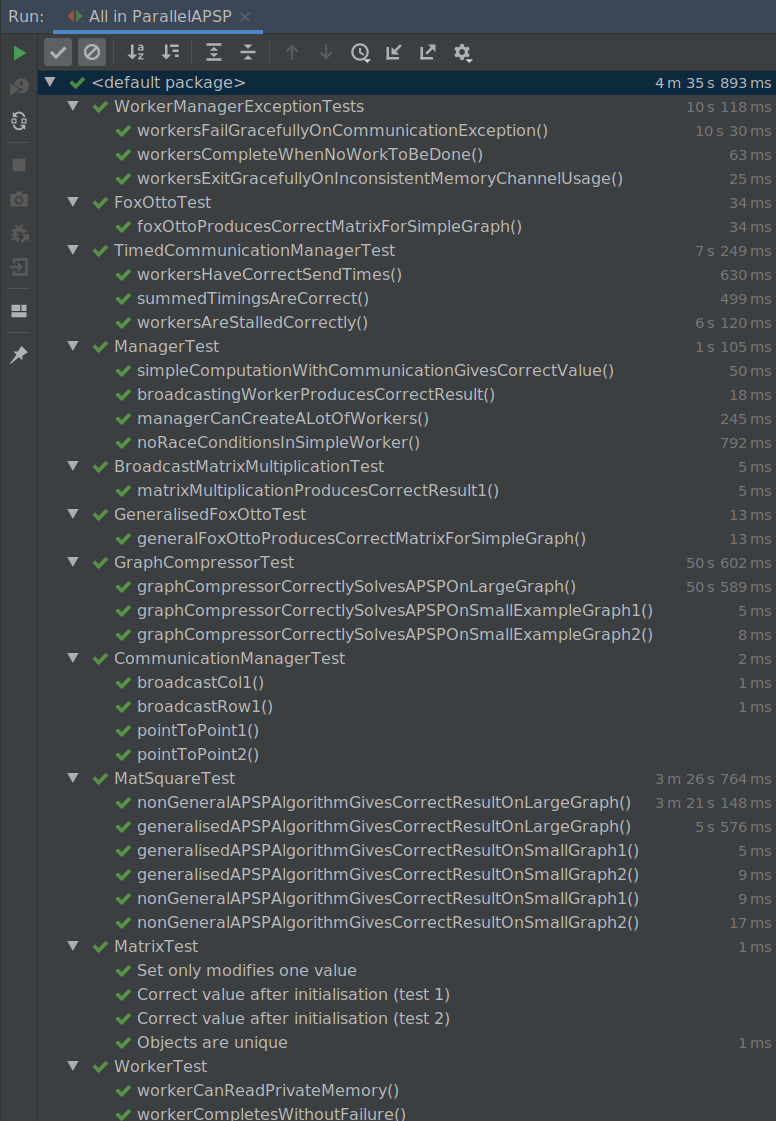 Run: All in ParallelAPSP
<default package> 4 m 35 s 893 ms
WorkerManagerExceptionTests 10 s 118 ms
workersFailGracefullyOnCommunicationException() 10 s 30 ms
workersCompleteWhenNoWorkToBeDone() 63 ms
workersExitGracefullyOnInconsistentMemoryChannelUsage() 25 ms
FoxOttoTest 34 ms
foxOttoProducesCorrectMatrixForSimpleGraph() 34 ms
TimedCommunicationManagerTest 7 s 249 ms
workersHaveCorrectSendTimes() 630 ms
summedTimingsAreCorrect() 499 ms
workersAreStalledCorrectly() 6 s 120 ms
ManagerTest 1 s 105 ms
simpleComputationWithCommunicationGivesCorrectValue() 50 ms
broadcastingWorkerProducesCorrectResult() 18 ms
managerCanCreateALotOfWorkers() 245 ms
noRaceConditionsInSimpleWorker() 792 ms
BroadcastMatrixMultiplicationTest 5 ms
matrixMultiplicationProducesCorrectResult1() 5 ms
GeneralisedFoxOttoTest 13 ms
generalFoxOttoProducesCorrectMatrixForSimpleGraph() 13 ms
GraphCompressorTest 50 s 602 ms
graphCompressorCorrectlySolvesAPSPOnLargeGraph() 50 s 589 ms
graphCompressorCorrectlySolvesAPSPOnSmallExampleGraph1() 5 ms
graphCompressorCorrectlySolvesAPSPOnSmallExampleGraph2() 8 ms
CommunicationManagerTest 2 ms
broadcastCol1() 1 ms
broadcastRow1() 1 ms
pointToPoint1()
pointToPoint2()
MatSquareTest 3 m 26 s 764 ms
nonGeneralAPSPAlgorithmGivesCorrectResultOnLargeGraph() 3 m 21 s 148 ms
generalisedAPSPAlgorithmGivesCorrectResultOnLargeGraph() 5 s 576 ms
generalisedAPSPAlgorithmGivesCorrectResultOnSmallGraph1() 5 ms
generalisedAPSPAlgorithmGivesCorrectResultOnSmallGraph2() 9 ms
nonGeneralAPSPAlgorithmGivesCorrectResultOnSmallGraph1() 9 ms
nonGeneralAPSPAlgorithmGivesCorrectResultOnSmallGraph2() 17 ms
MatrixTest 1 ms
Set only modifies one value
Correct value after initialisation (test 1)
Correct value after initialisation (test 2)
Objects are unique 1 ms
WorkerTest
workerCanReadPrivateMemory()
workerCompletesWithoutFailure()